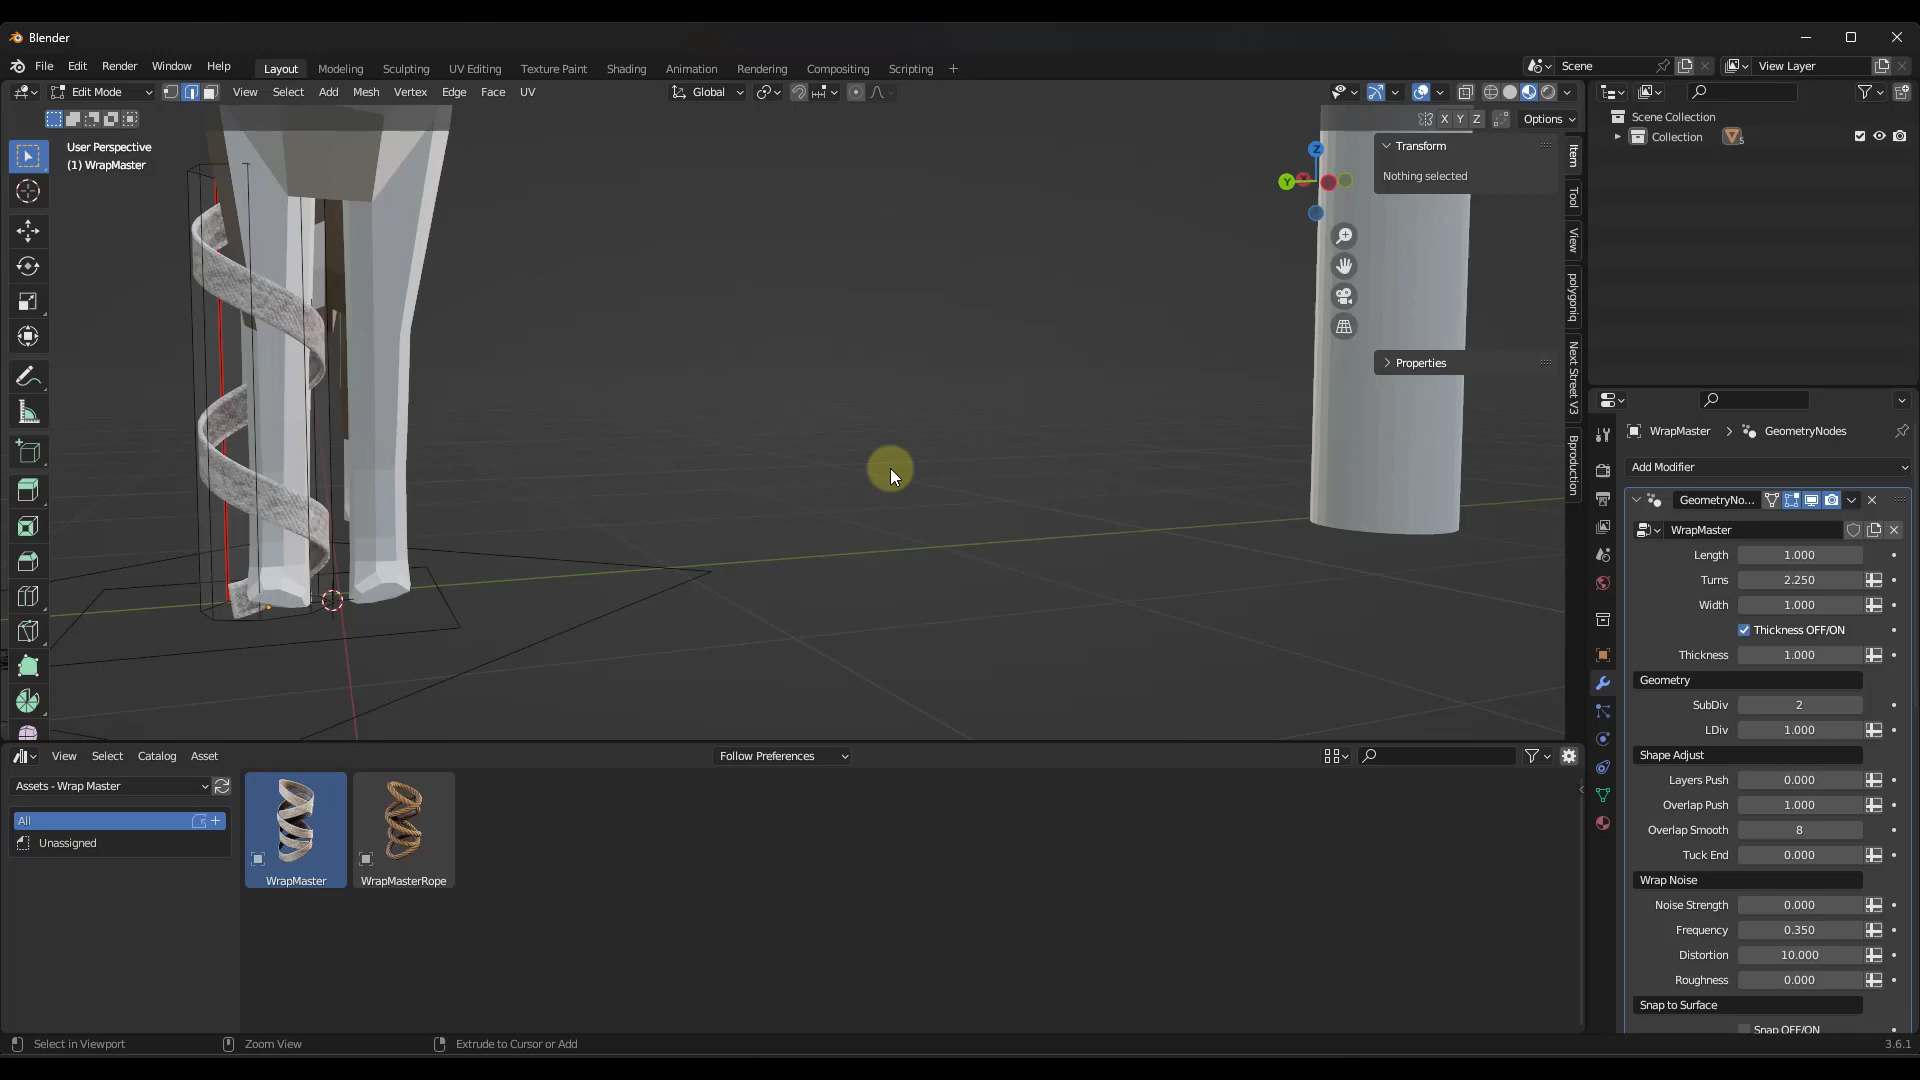 Blender
File Edit Render Window Help
Layout Modeling Sculpting UV Editing Texture Paint Shading Animation Rendering Compositing Scripting +
Scene
View Layer
Edit Mode
View Select Add Mesh Vertex Edge Face UV
Global
X Y Z Options
User Perspective
(1) WrapMaster
Z
Y
Transform
Nothing selected
Properties
Item
Tool
View
polygoniq
Next Street V3
Bproduction
Scene Collection
Collection 5
WrapMaster > GeometryNodes
Add Modifier
GeometryNo...
WrapMaster
Length 1.000
Turns 2.250
Width 1.000
Thickness OFF/ON
Thickness 1.000
Geometry
SubDiv 2
LDiv 1.000
Shape Adjust
Layers Push 0.000
Overlap Push 1.000
Overlap Smooth 8
Tuck End 0.000
Wrap Noise
Noise Strength 0.000
Frequency 0.350
Distortion 10.000
Roughness 0.000
Snap to Surface
Snap OFF/ON
View Select Catalog Asset
Follow Preferences
Assets - Wrap Master
All
Unassigned
WrapMaster
WrapMasterRope
Select in Viewport
Zoom View
Extrude to Cursor or Add
3.6.1